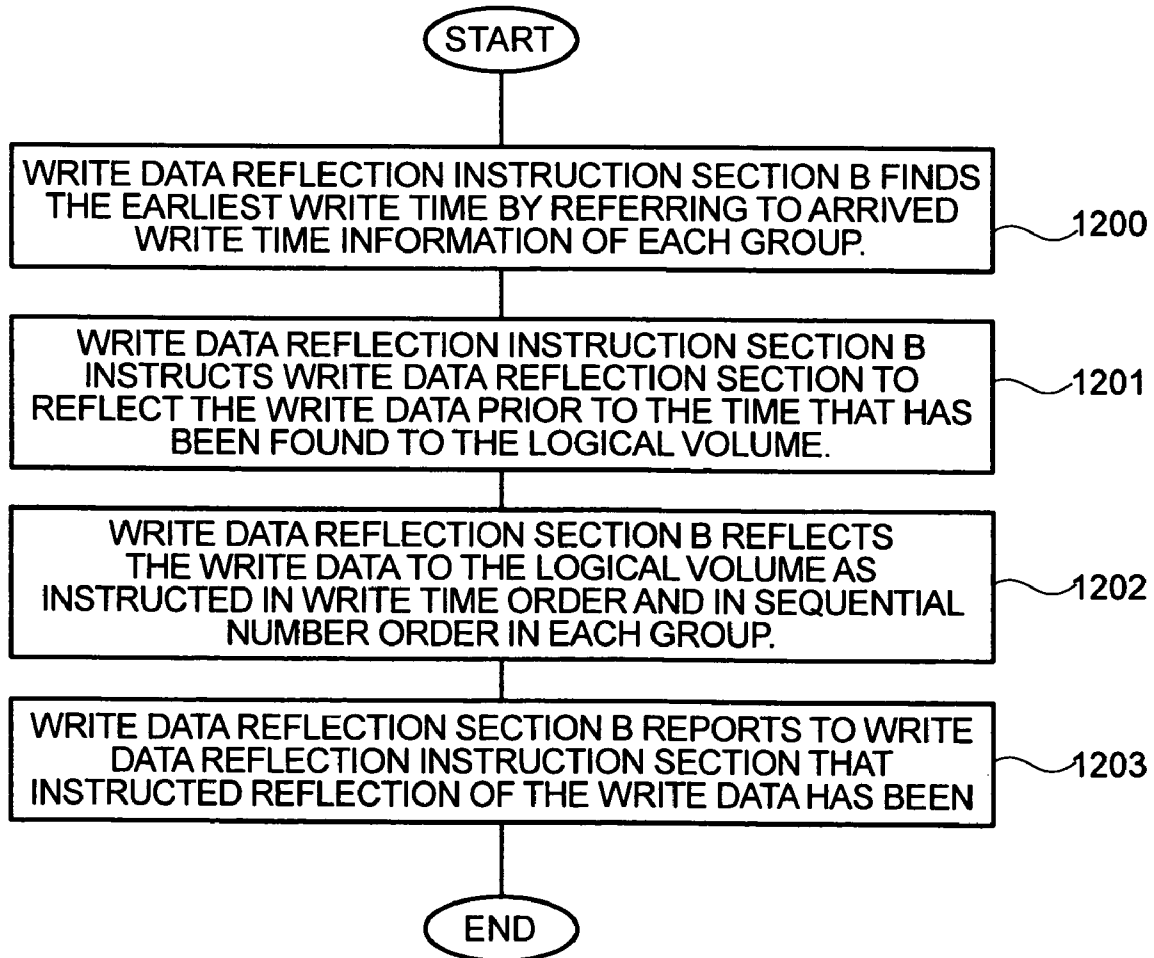 START
WRITE DATA REFLECTION INSTRUCTION SECTION B FINDS
THE EARLIEST WRITE TIME BY REFERRING TO ARRIVED
WRITE TIME INFORMATION OF EACH GROUP.
1200
WRITE DATA REFLECTION INSTRUCTION SECTION B
INSTRUCTS WRITE DATA REFLECTION SECTION TO
REFLECT THE WRITE DATA PRIOR TO THE TIME THAT HAS
BEEN FOUND TO THE LOGICAL VOLUME.
1201
WRITE DATA REFLECTION SECTION B REFLECTS
THE WRITE DATA TO THE LOGICAL VOLUME AS
INSTRUCTED IN WRITE TIME ORDER AND IN SEQUENTIAL
NUMBER ORDER IN EACH GROUP.
1202
WRITE DATA REFLECTION SECTION B REPORTS TO WRITE
DATA REFLECTION INSTRUCTION SECTION THAT
INSTRUCTED REFLECTION OF THE WRITE DATA HAS BEEN
1203
END